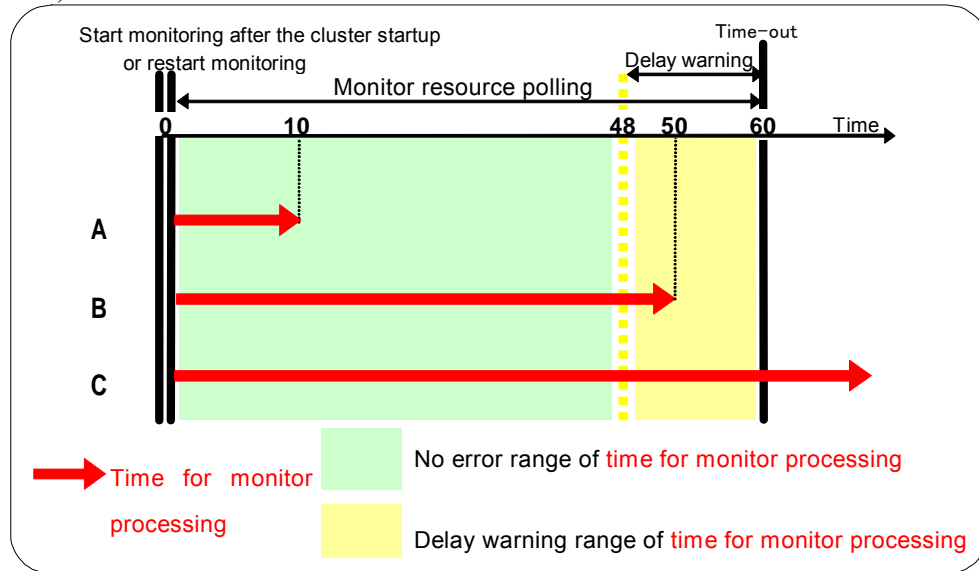 Start monitoring after the cluster startup
or restart monitoring
Time-out
Delay warning
Monitor resource polling
0 10 48 50 60 Time
A
B
C
Time for monitor
processing
No error range of time for monitor processing
Delay warning range of time for monitor processing